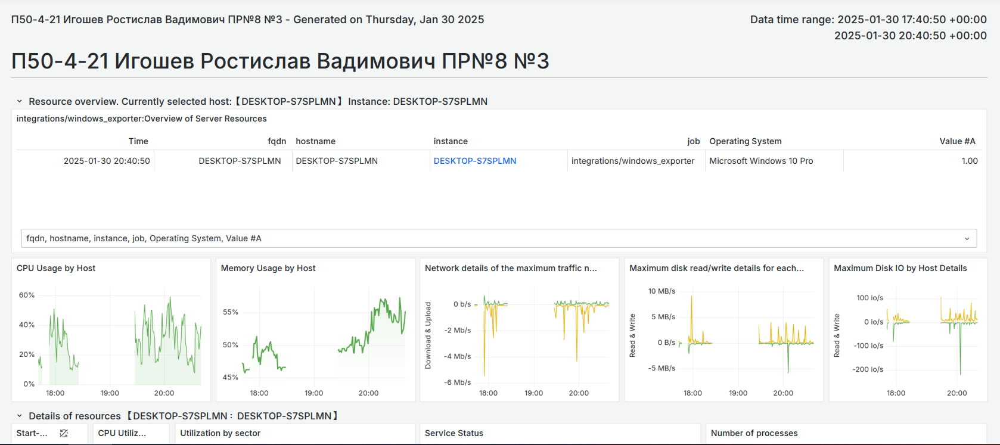 П50-4-21 Игошев Ростислав Вадимович ПР№8 №3 - Generated on Thursday, Jan 30 2025
Data time range: 2025-01-30 17:40:50 +00:00
2025-01-30 20:40:50 +00:00
П50-4-21 Игошев Ростислав Вадимович ПР№8 №3
Resource overview. Currently selected host:【DESKTOP-S7SPLMN】Instance: DESKTOP-S7SPLMN
integrations/windows_exporter:Overview of Server Resources
Time fqdn hostname instance job Operating System Value #A
2025-01-30 20:40:50 DESKTOP-S7SPLMN DESKTOP-S7SPLMN DESKTOP-S7SPLMN integrations/windows_exporter Microsoft Windows 10 Pro 1.00
fqdn, hostname, instance, job, Operating System, Value #A
CPU Usage by Host
60%
40%
20%
0%
18:00 19:00 20:00
Memory Usage by Host
55%
50%
45%
18:00 19:00 20:00
Network details of the maximum traffic n...
Download & Upload
0 b/s
-2 Mb/s
-4 Mb/s
-6 Mb/s
18:00 19:00 20:00
Maximum disk read/write details for each...
Read & Write
10 MB/s
5 MB/s
0 B/s
-5 MB/s
18:00 19:00 20:00
Maximum Disk IO by Host Details
Read & Write
100 io/s
0 io/s
-100 io/s
-200 io/s
18:00 20:00
Details of resources【DESKTOP-S7SPLMN：DESKTOP-S7SPLMN】
Start-...
CPU Utiliz...
Utilization by sector
Service Status
Number of processes